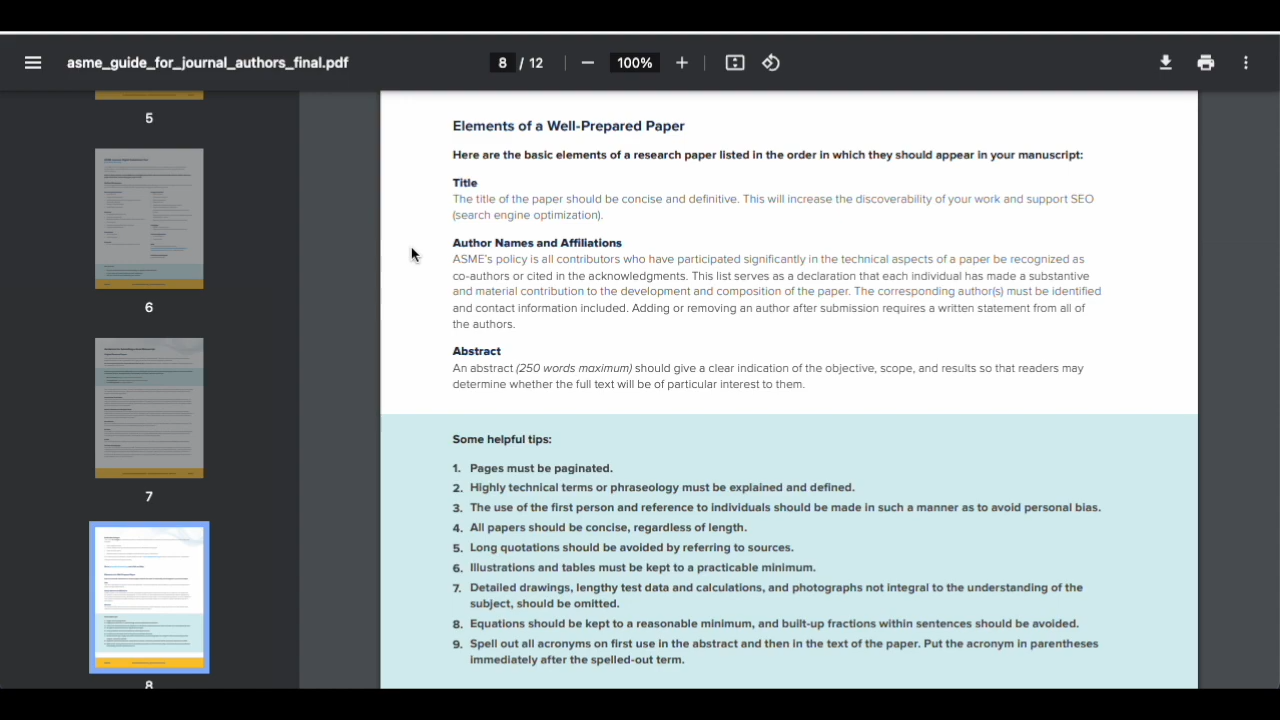 asme_guide_for_journal_authors_final.pdf
8 / 12
100%
5
6
7
8
Elements of a Well-Prepared Paper
Here are the basic elements of a research paper listed in the order in which they should appear in your manuscript:
Title
The title of the paper should be concise and definitive. This will increase the discoverability of your work and support SEO
(search engine optimization).
Author Names and Affiliations
ASME's policy is all contributors who have participated significantly in the technical aspects of a paper be recognized as
co-authors or cited in the acknowledgments. This list serves as a declaration that each individual has made a substantive
and material contribution to the development and composition of the paper. The corresponding author(s) must be identified
and contact information included. Adding or removing an author after submission requires a written statement from all of
the authors.
Abstract
An abstract (250 words maximum) should give a clear indication of the objective, scope, and results so that readers may
determine whether the full text will be of particular interest to them.
Some helpful tips:
1. Pages must be paginated.
2. Highly technical terms or phraseology must be explained and defined.
3. The use of the first person and reference to individuals should be made in such a manner as to avoid personal bias.
4. All papers should be concise, regardless of length.
5. Long quotations should be avoided by referring to sources.
6. Illustrations and tables must be kept to a practicable minimum.
7. Detailed drawings, lengthy test data and calculations, and photographs not integral to the understanding of the
subject, should be omitted.
8. Equations should be kept to a reasonable minimum, and built-up fractions within sentences should be avoided.
9. Spell out all acronyms on first use in the abstract and then in the text of the paper. Put the acronym in parentheses
immediately after the spelled-out term.